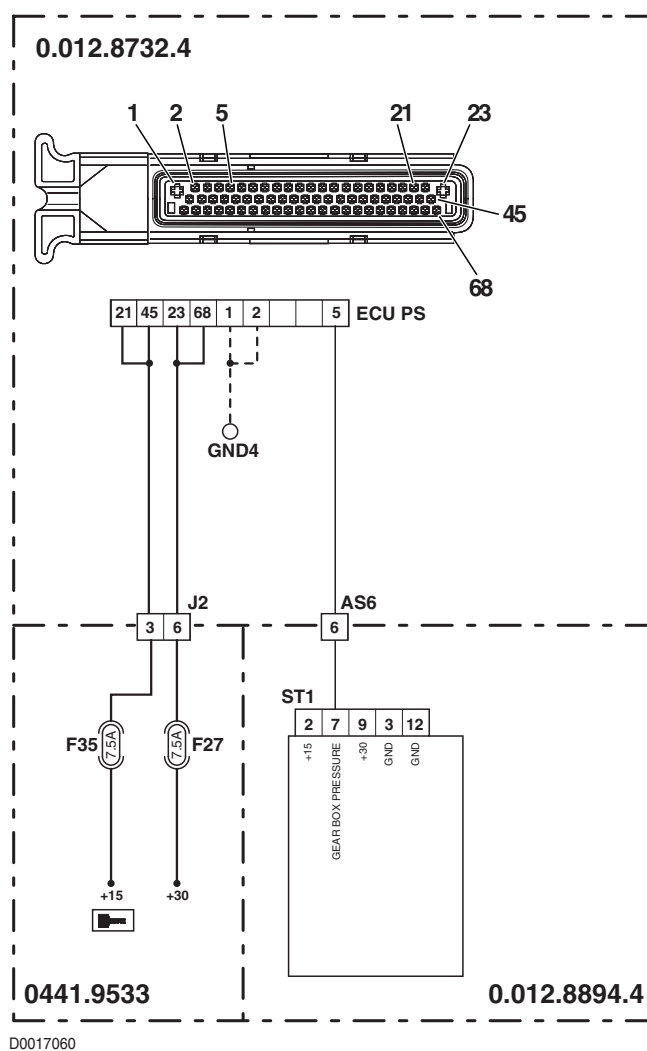 0.012.8732.4
1 2 5 21 23
45
68
21 45 23 68 1 2 5 ECU PS
GND4
J2 AS6
3 6 6
ST1
2 7 9 3 12
F35 7.5A 7.5A F27
+15 GEAR BOX PRESSURE +30 GND GND
+15 +30
0441.9533 0.012.8894.4
D0017060